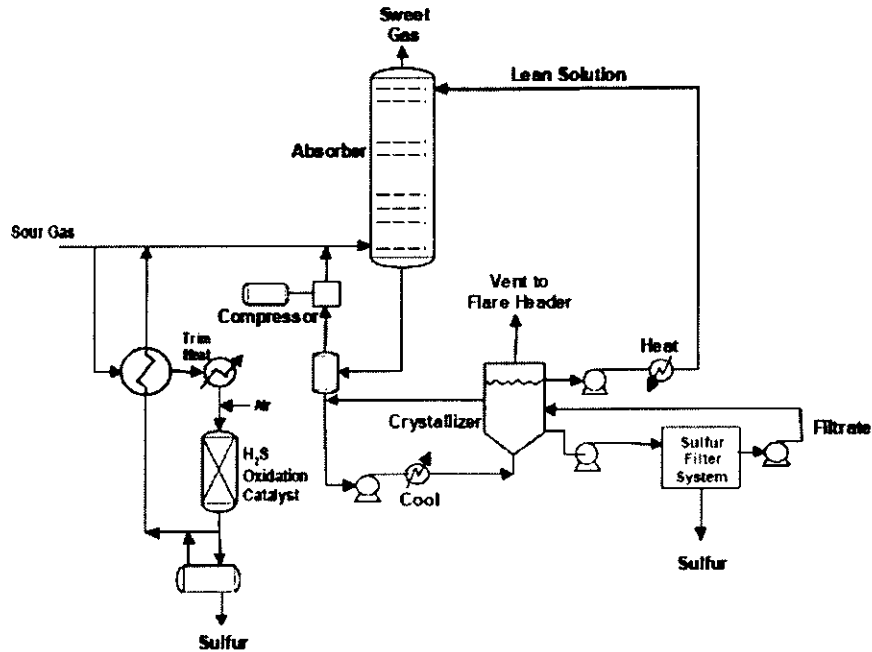 Sweet
Gas
Lean Solution
Absorber
Sour Gas
Vent to
Flare Header
Compressor
Trim
Heat
Heat
Air
Crystallizer
Filtrate
H₂S
Oxidation
Catalyst
Sulfur
Filter
System
Cool
Sulfur
Sulfur